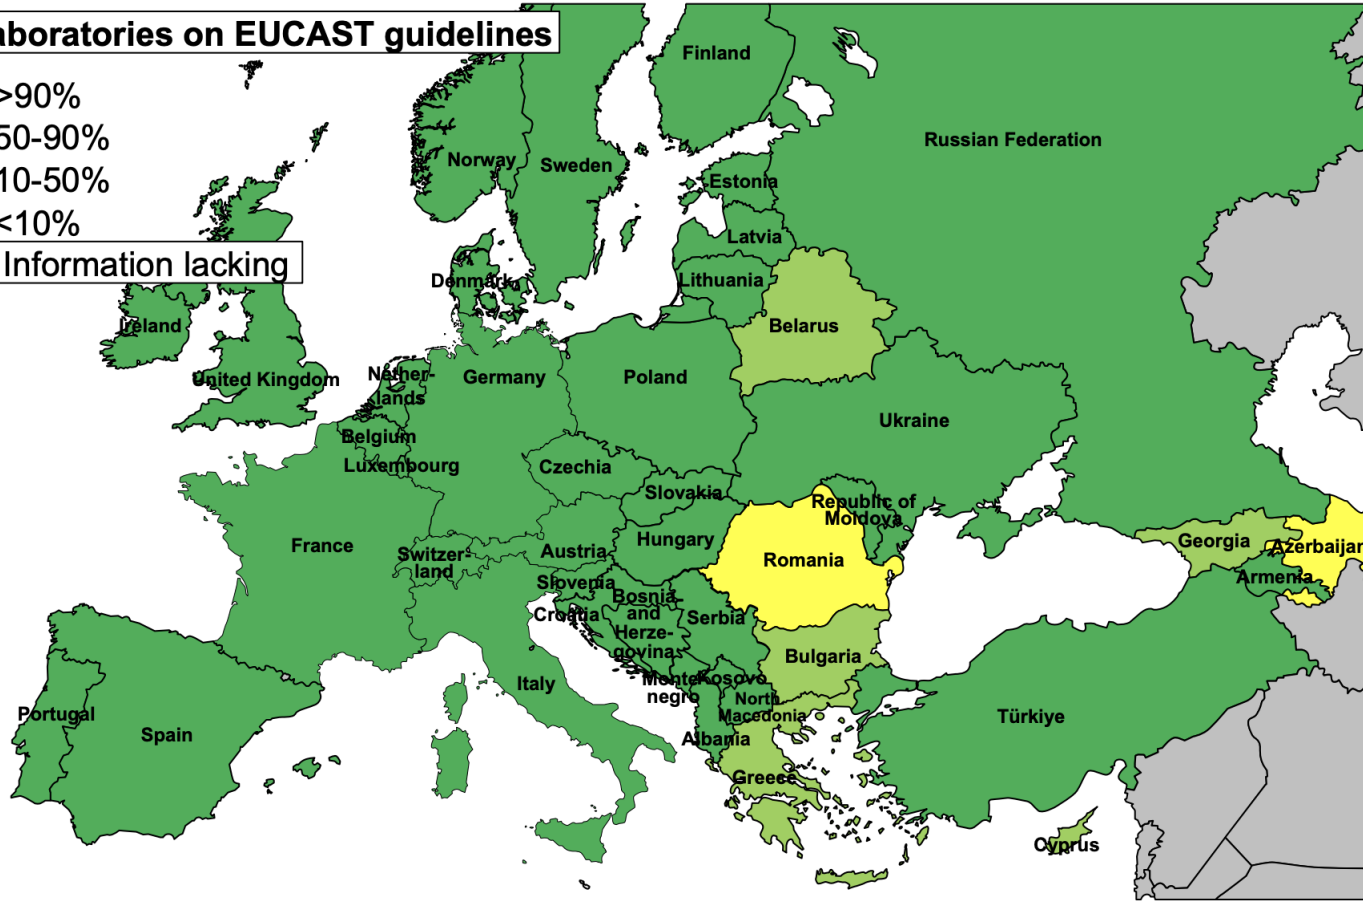 aboratories on EUCAST guidelines
>90%
50-90%
10-50%
<10%
Information lacking
Finland
Russian Federation
Norway
Sweden
Estonia
Latvia
Denmark
Lithuania
Ireland
Belarus
United Kingdom
Nether-
lands
Germany
Poland
Ukraine
Belgium
Luxembourg
Czechia
Slovakia
Republic of
Moldova
France
Switzer-
land
Austria
Hungary
Romania
Georgia
Azerbaijan
Armenia
Slovenia
Croatia
Bosnia
and
Herze-
govina
Serbia
Bulgaria
Italy
Monte
negro
Kosovo
North
Macedonia
Portugal
Spain
Albania
Türkiye
Greece
Cyprus